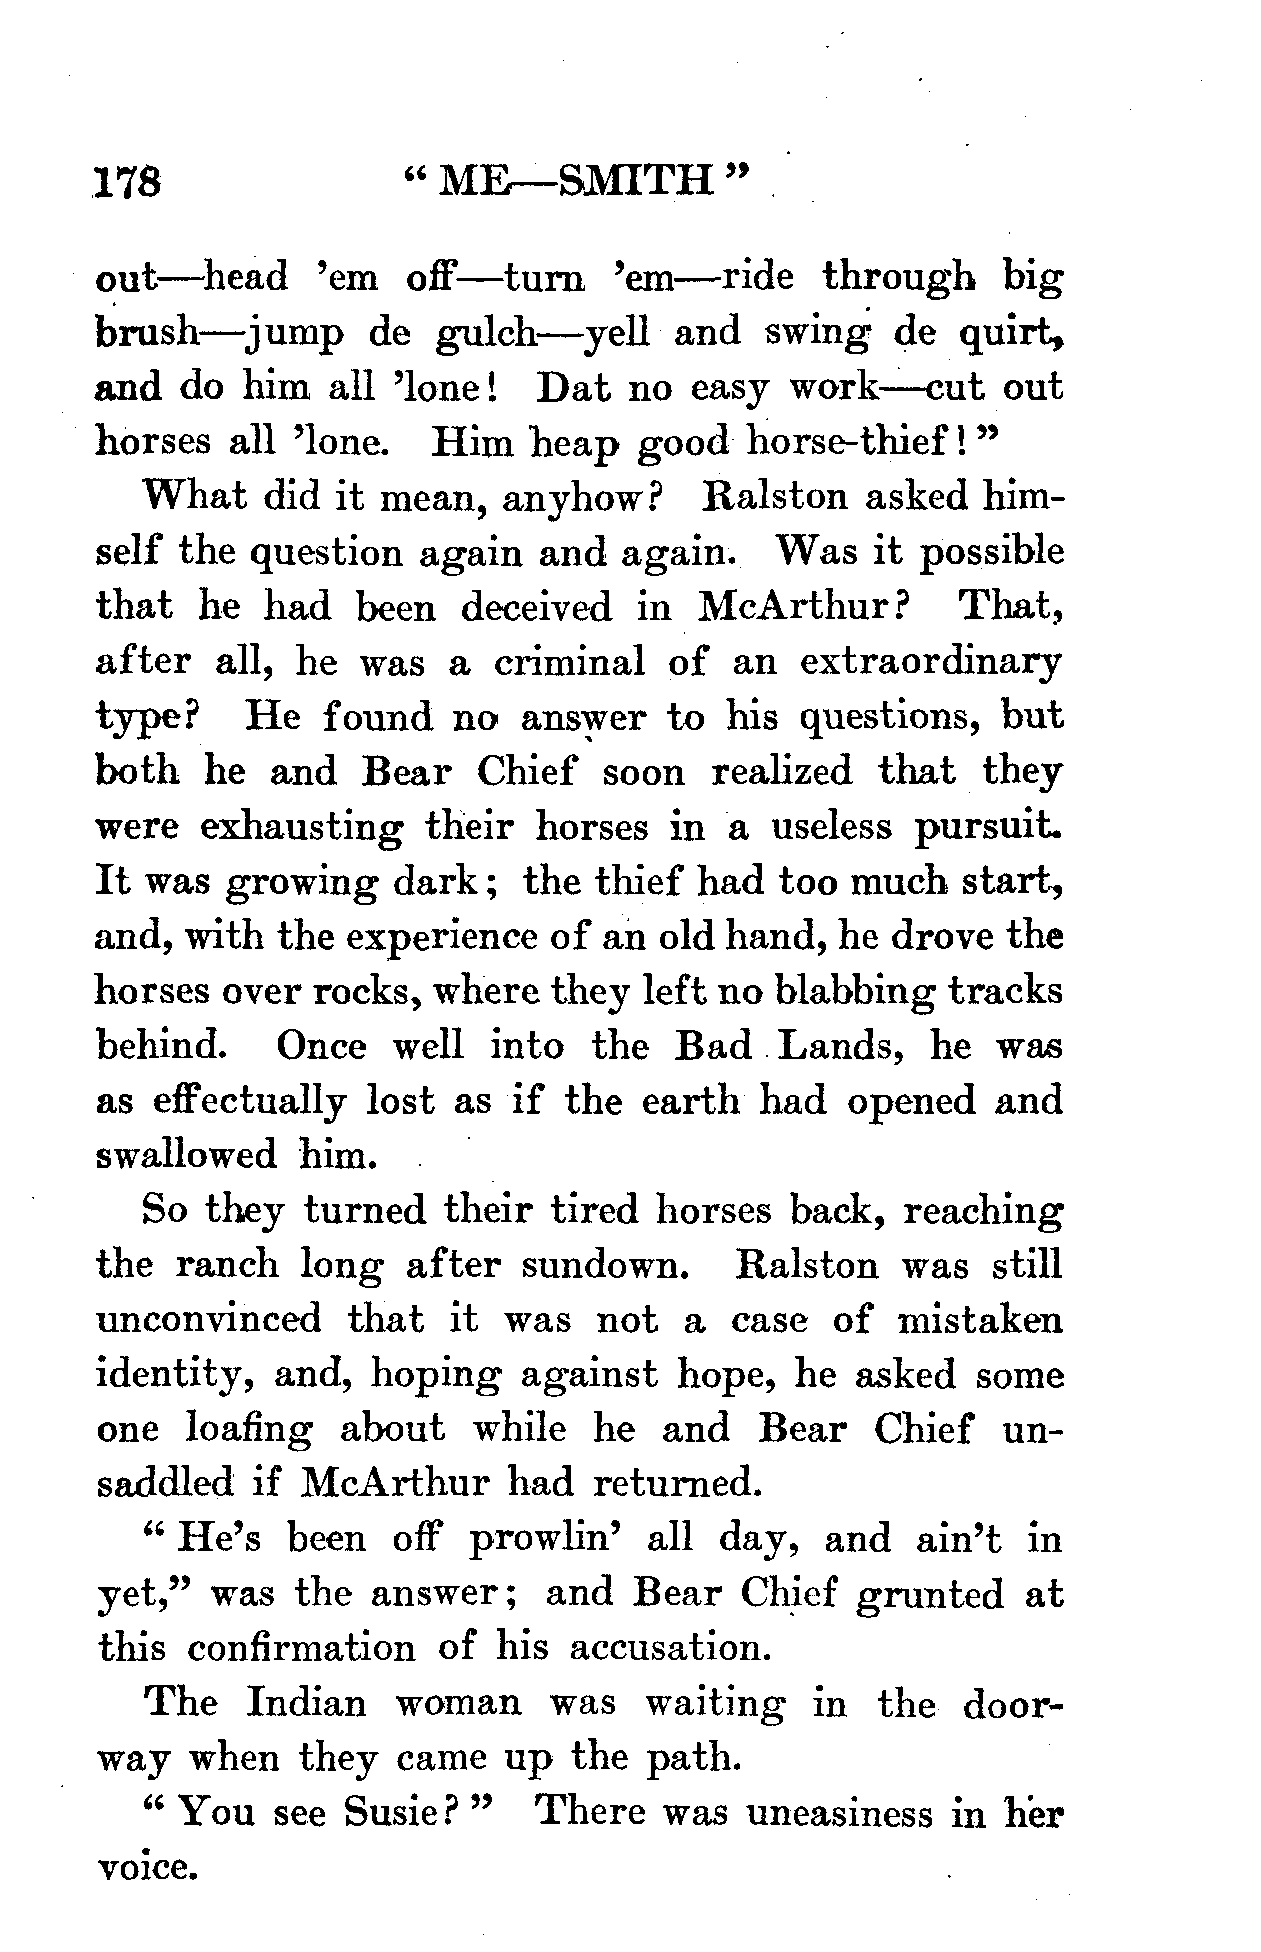 178 “ ME—SMITH ”
out—head ’em off—turn ’em—ride through big
brush—jump de gulch—yell and swing de quirt,
and do him all ’lone! Dat no easy work—cut out
horses all ’lone. Him heap good horse-thief! ”
What did it mean, anyhow? Ralston asked him-
self the question again and again. Was it possible
that he had been deceived in McArthur? That,
after all, he was a criminal of an extraordinary
type? He found no answer to his questions, but
both he and Bear Chief soon realized that they
were exhausting their horses in a useless pursuit.
It was growing dark; the thief had too much start,
and, with the experience of an old hand, he drove the
horses over rocks, where they left no blabbing tracks
behind. Once well into the Bad Lands, he was
as effectually lost as if the earth had opened and
swallowed him.
So they turned their tired horses back, reaching
the ranch long after sundown. Ralston was still
unconvinced that it was not a case of mistaken
identity, and, hoping against hope, he asked some
one loafing about while he and Bear Chief un-
saddled if McArthur had returned.
“ He’s been off prowlin’ all day, and ain’t in
yet,” was the answer; and Bear Chief grunted at
this confirmation of his accusation.
The Indian woman was waiting in the door-
way when they came up the path.
“ You see Susie? ” There was uneasiness in her
voice.